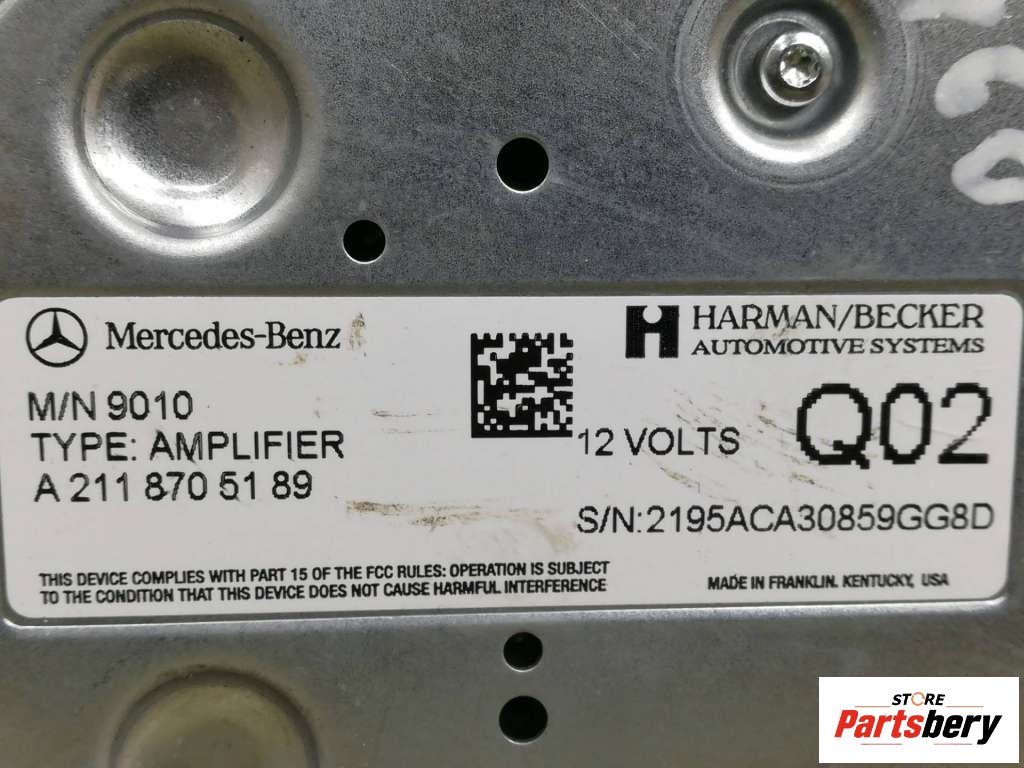 Mercedes-Benz
HARMAN/BECKER
AUTOMOTIVE SYSTEMS
M/N 9010
TYPE: AMPLIFIER
A 211 870 51 89
12 VOLTS
Q02
S/N:2195ACA30859GG8D
THIS DEVICE COMPLIES WITH PART 15 OF THE FCC RULES: OPERATION IS SUBJECT
TO THE CONDITION THAT THIS DEVICE DOES NOT CAUSE HARMFUL INTERFERENCE
MADE IN FRANKLIN. KENTUCKY, USA
STORE
Partsbery